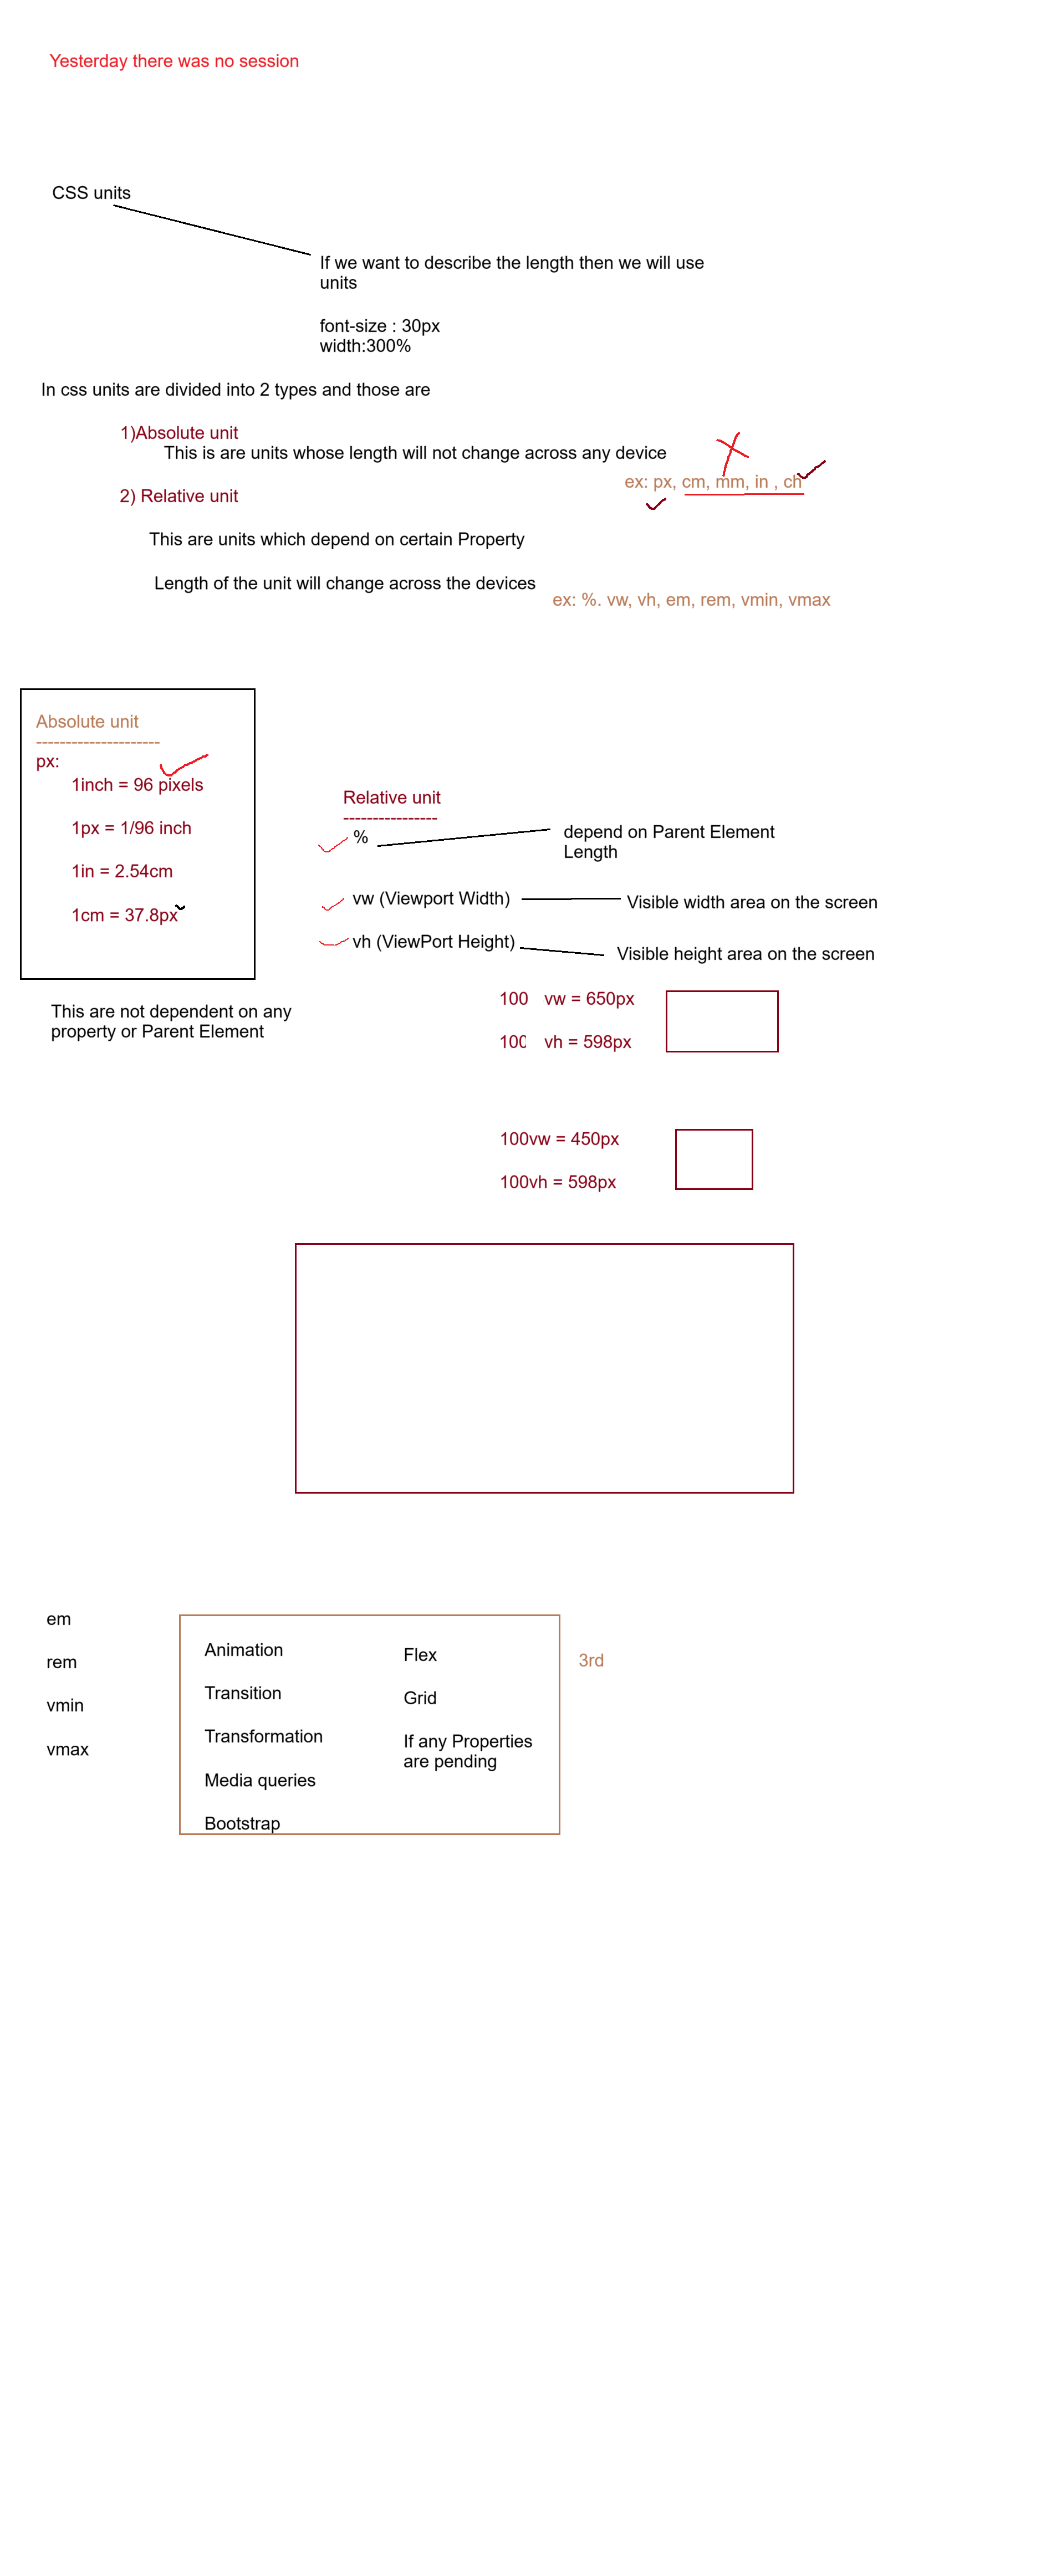 Yesterday there was no session
CSS units
If we want to describe the length then we will use
units
font-size : 30px
width:300%
In css units are divided into 2 types and those are
1)Absolute unit
This is are units whose length will not change across any device
ex: px, cm, mm, in , ch
2) Relative unit
This are units which depend on certain Property
Length of the unit will change across the devices
ex: %. vw, vh, em, rem, vmin, vmax
Absolute unit
---------------------
px:
1inch = 96 pixels
1px = 1/96 inch
1in = 2.54cm
1cm = 37.8px
This are not dependent on any
property or Parent Element
Relative unit
----------------
%
depend on Parent Element
Length
vw (Viewport Width)
Visible width area on the screen
vh (ViewPort Height)
Visible height area on the screen
100 vw = 650px
100 vh = 598px
100vw = 450px
100vh = 598px
em
rem
vmin
vmax
Animation
Transition
Transformation
Media queries
Bootstrap
Flex
Grid
If any Properties
are pending
3rd